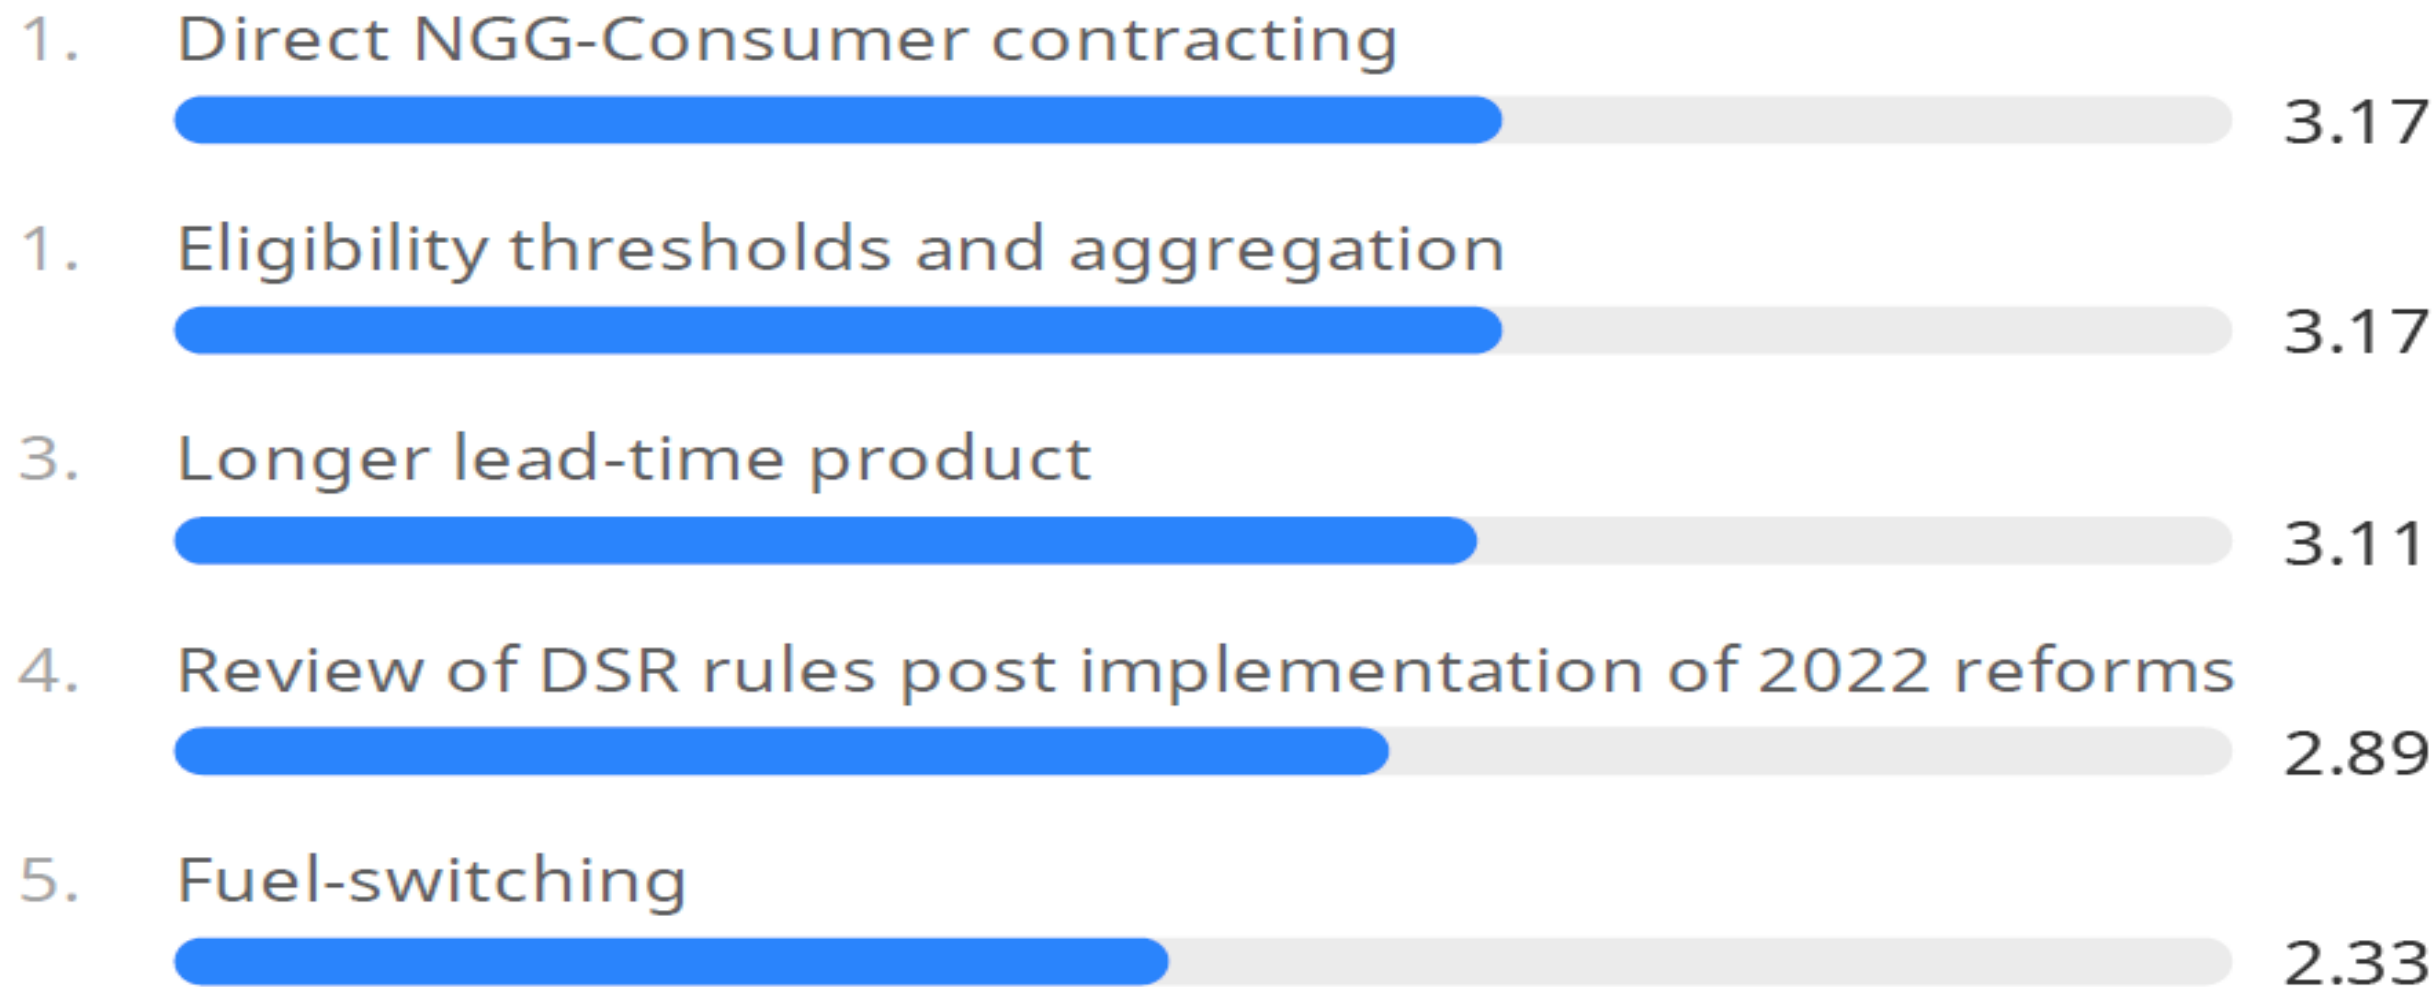 1. Direct NGG-Consumer contracting
3.17
1. Eligibility thresholds and aggregation
3.17
3. Longer lead-time product
3.11
4. Review of DSR rules post implementation of 2022 reforms
2.89
5. Fuel-switching
2.33